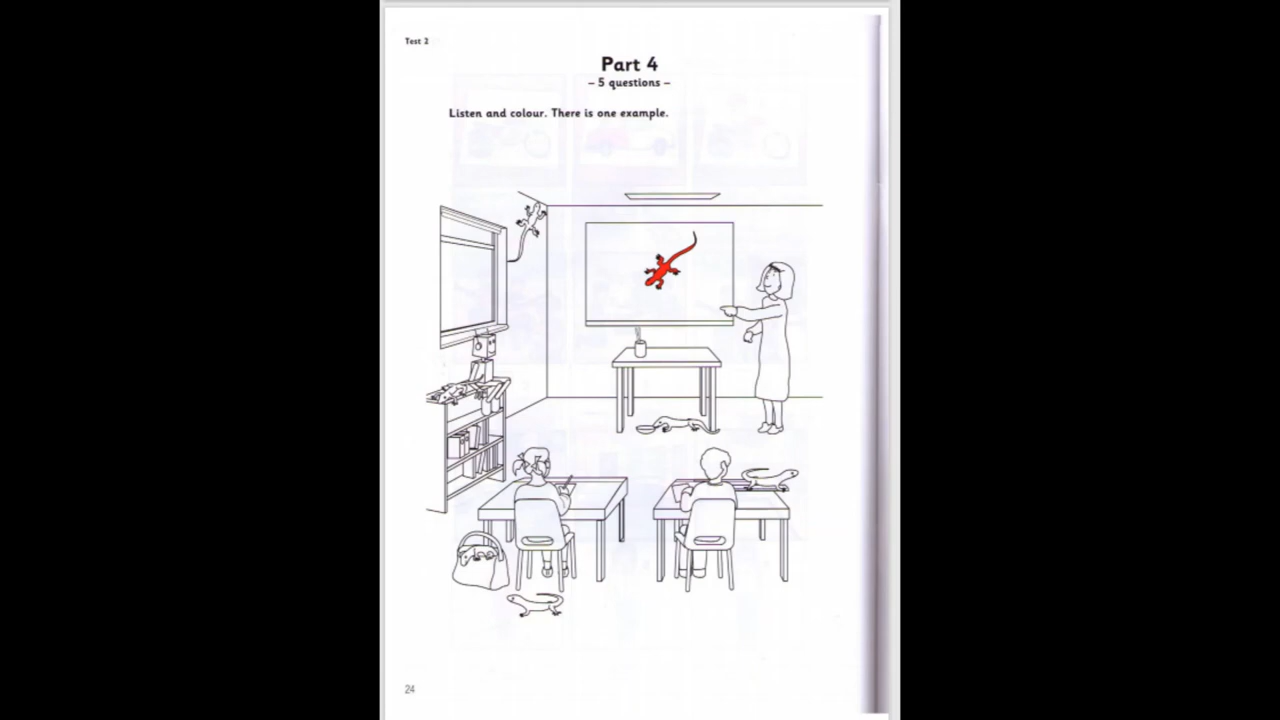 Test 2
Part 4
– 5 questions –
Listen and colour. There is one example.
24